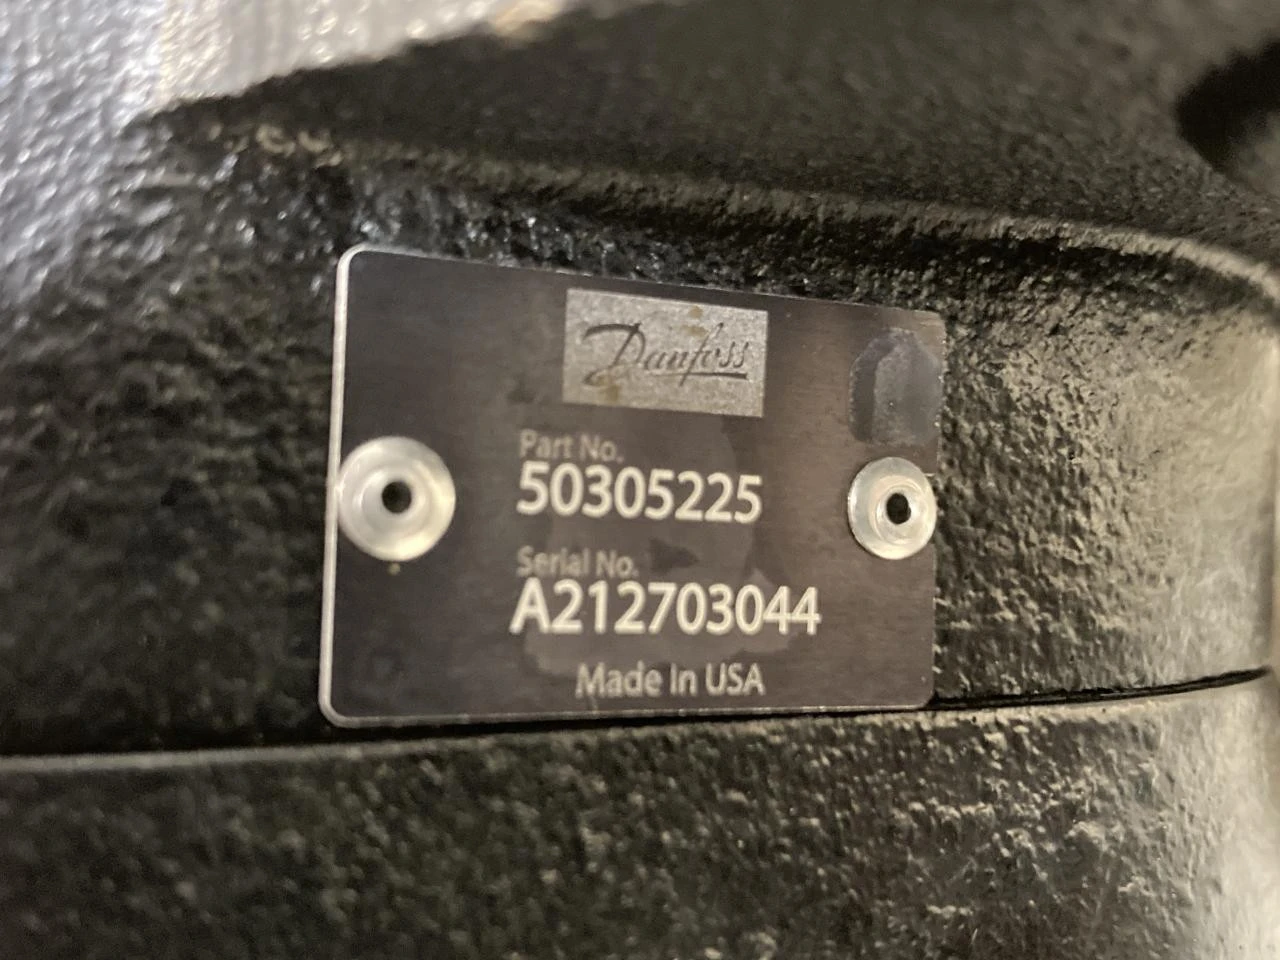 Danfoss
Part No.
50305225
Serial No.
A212703044
Made in USA